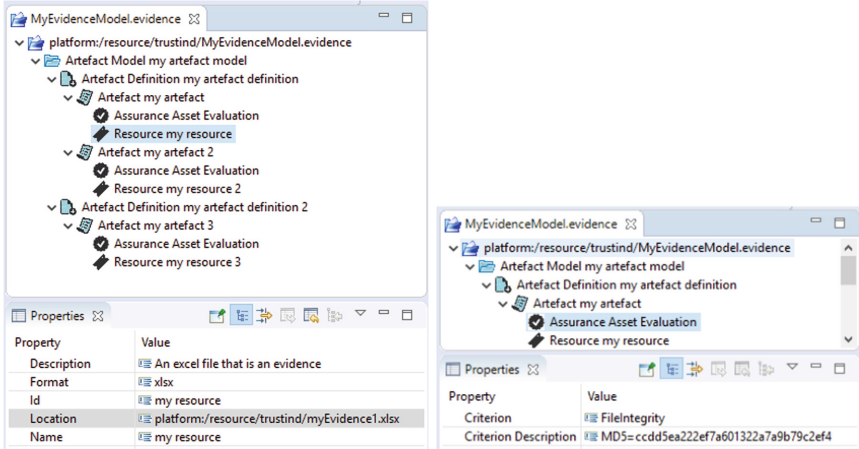 MyEvidenceModel.evidence
platform:/resource/trustind/MyEvidenceModel.evidence
Artefact Model my artefact model
Artefact Definition my artefact definition
Artefact my artefact
Assurance Asset Evaluation
Resource my resource
Artefact my artefact 2
Assurance Asset Evaluation
Resource my resource 2
Artefact Definition my artefact definition 2
Artefact my artefact 3
Assurance Asset Evaluation
Resource my resource 3
Properties
Property Value
Description An excel file that is an evidence
Format xlsx
Id my resource
Location platform:/resource/trustind/myEvidence1.xlsx
Name my resource
MyEvidenceModel.evidence
platform:/resource/trustind/MyEvidenceModel.evidence
Artefact Model my artefact model
Artefact Definition my artefact definition
Artefact my artefact
Assurance Asset Evaluation
Resource my resource
Properties
Property Value
Criterion FileIntegrity
Criterion Description MD5=ccdd5ea222ef7a601322a7a9b79c2ef4